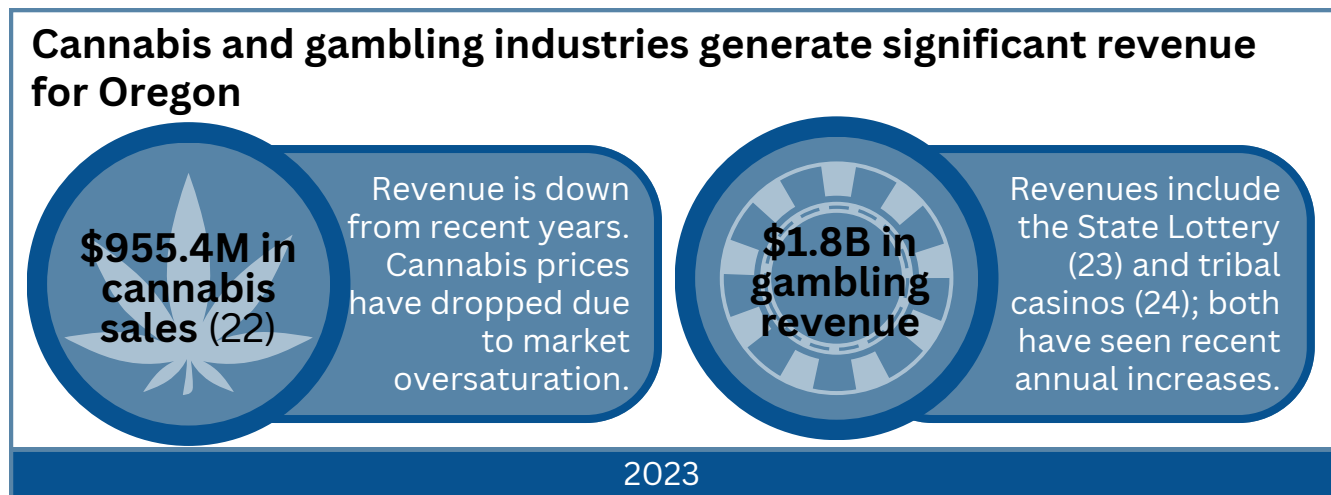 Cannabis and gambling industries generate significant revenue
for Oregon
$955.4M in
cannabis
sales (22)
Revenue is down
from recent years.
Cannabis prices
have dropped due
to market
oversaturation.
$1.8B in
gambling
revenue
Revenues include
the State Lottery
(23) and tribal
casinos (24); both
have seen recent
annual increases.
2023